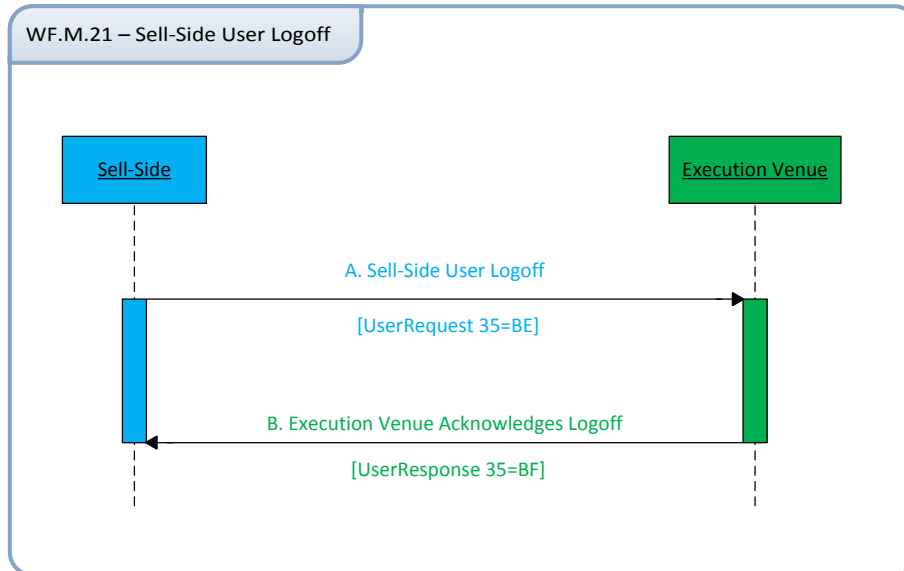 WF.M.21 – Sell-Side User Logoff
Sell-Side
Execution Venue
A. Sell-Side User Logoff
[UserRequest 35=BE]
B. Execution Venue Acknowledges Logoff
[UserResponse 35=BF]